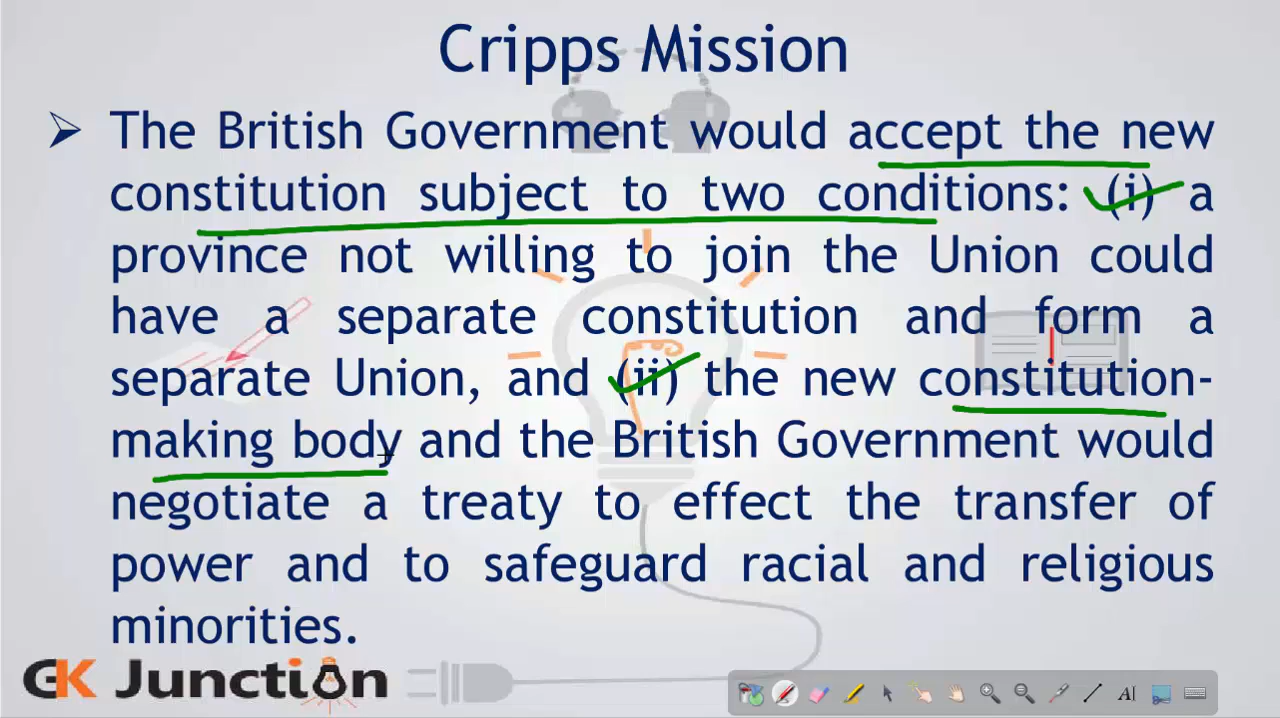 Cripps Mission
➢ The British Government would accept the new
constitution subject to two conditions: (i) a
province not willing to join the Union could
have a separate constitution and form a
separate Union, and (ii) the new constitution-
making body and the British Government would
negotiate a treaty to effect the transfer of
power and to safeguard racial and religious
minorities.
GK Junction